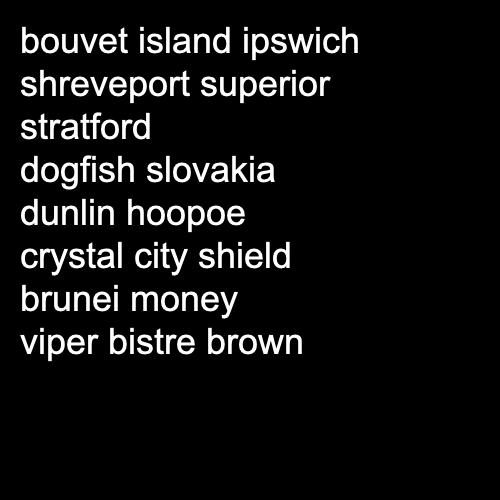 bouvet island ipswich
shreveport superior
stratford
dogfish slovakia
dunlin hoopoe
crystal city shield
brunei money
viper bistre brown